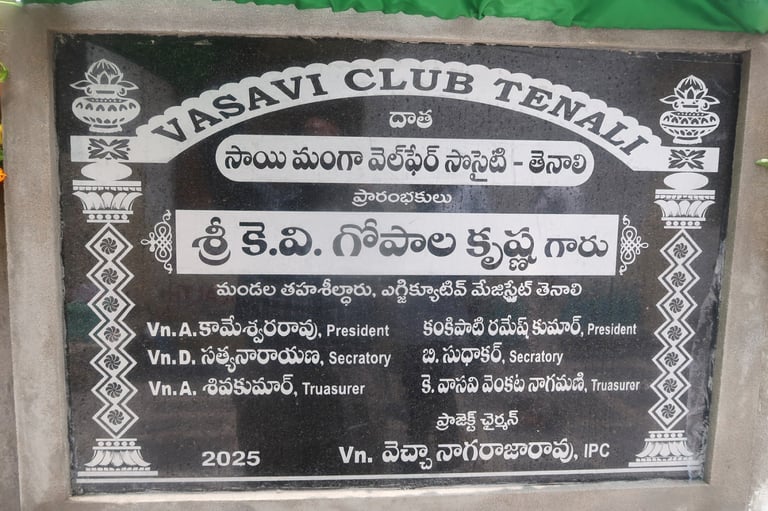 VASAVI CLUB TENALI
దాత
సాయి మంగా వెల్‌ఫేర్ సొసైటి - తెనాలి
ప్రారంభకులు
శ్రీ కె.వి. గోపాల కృష్ణ గారు
మండల తహశీల్ధారు, ఎగ్జిక్యూటివ్ మేజిస్ట్రేట్ తెనాలి
Vn. A. కామేశ్వరరావు, President కంకిపాటి రమేష్ కుమార్, President
Vn. D. సత్యనారాయణ, Secratory బి. సుధాకర్, Secratory
Vn. A. శివకుమార్, Truasurer కె. వాసవి వెంకట నాగమణి, Truasurer
ప్రాజెక్ట్ ఛైర్మన్
2025 Vn. వెచ్చా నాగరాజారావు, IPC